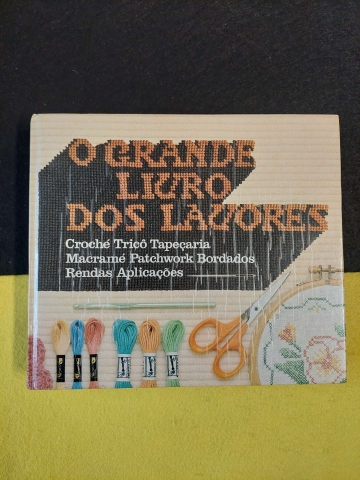 O GRANDE
LIVRO
DOS LAVORES
Croché Tricô Tapeçaria
Macramé Patchwork Bordados
Rendas Aplicações